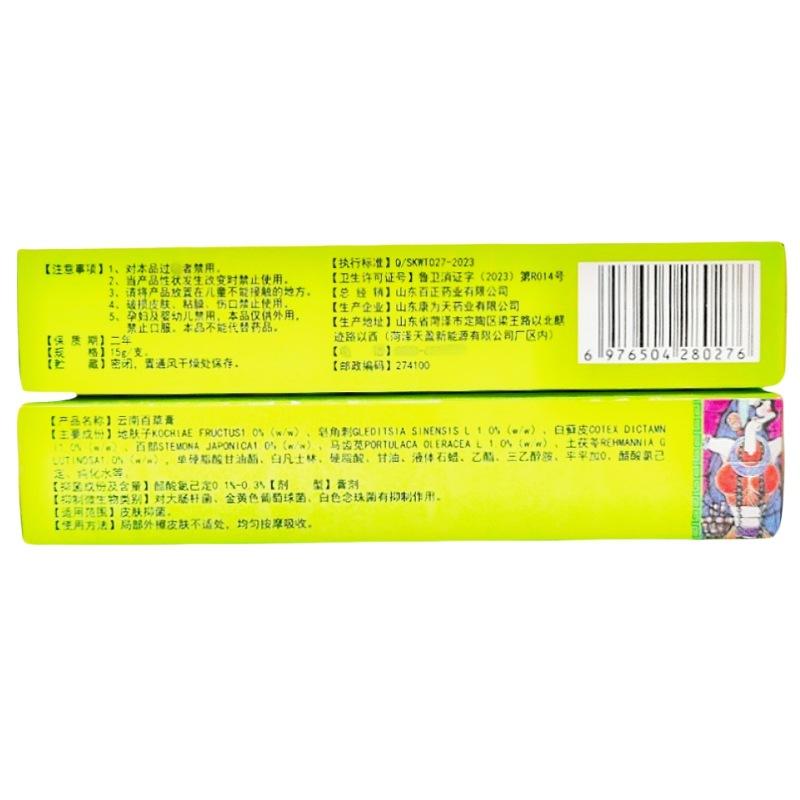 【注意事项】1、对本品过 者禁用。
2、当产品性状发生改变时禁止使用。
3、请将产品放置在儿童不能接触的地方。
4、破损皮肤、粘膜、伤口禁止使用。
5、孕妇及婴幼儿禁用，本品仅供外用，
禁止口服。本品不能代替药品。
【保 质 期】二年
【规 格】15g/支。
【贮 藏】密闭，置通风干燥处保存。
【执行标准】Q/SKWT027-2023
【卫生许可证号】鲁卫消证字（2023）第R014号
【总 经 销】山东百正药业有限公司
【生产企业】山东康为天药业有限公司
【生产地址】山东省菏泽市定陶区梁王路以北麒
迹路以西（菏泽天盈新能源有限公司厂区内）
【邮政编码】274100
6 976504 280276
【产品名称】云南百草膏
【主要成份】地肤子KOCHIAE FRUCTUS1.0%（w/w）、皂角刺GLEDITSIA SINENSIS L 1.0%（w/w）、白鲜皮COTEX DICTAMN
I 1.0%（w/w）、百部STEMONA JAPONICA1.0%（w/w）、马齿苋PORTULACA OLERACEA L 1.0%（w/w）、土茯苓REHMANNIA G
LUTINOSA1.0%（w/w）、单硬脂酸甘油酯、白凡士林、硬脂酸、甘油、液体石蜡、乙酯、三乙醇胺、平平加O、醋酸氯己
定、纯化水等
【抑菌成份及含量】醋酸氯己定0.1%-0.3%【剂 型】膏剂
【抑制微生物类别】对大肠杆菌、金黄色葡萄球菌、白色念珠菌有抑制作用。
【适用范围】皮肤抑菌。
【使用方法】局部外擦皮肤不适处，均匀按摩吸收。